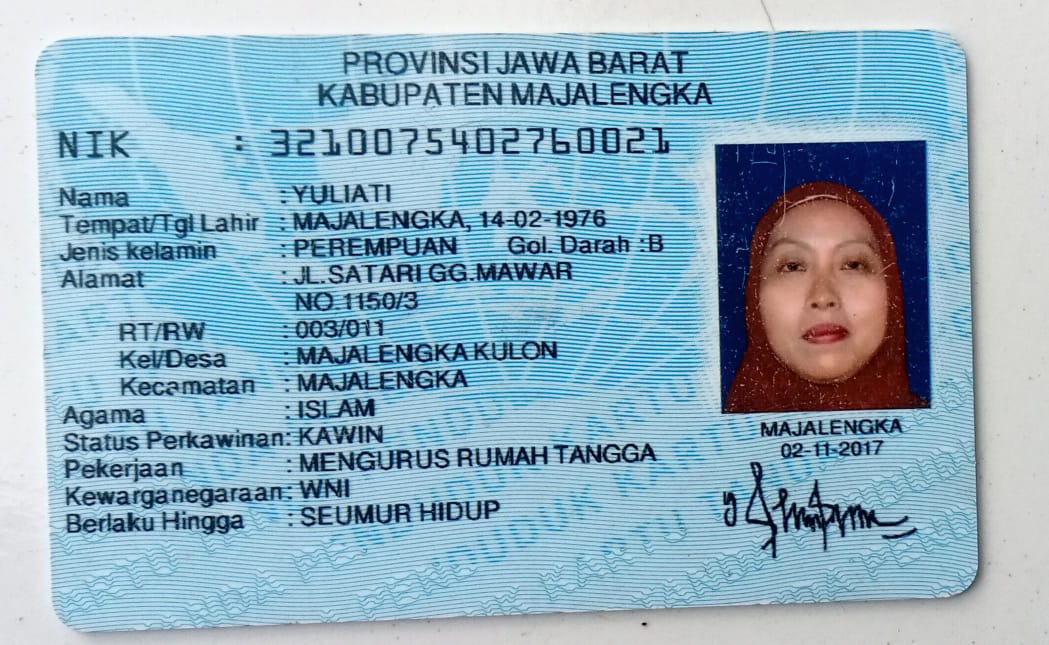 PROVINSI JAWA BARAT
KABUPATEN MAJALENGKA
NIK : 3210075402760021
Nama : YULIATI
Tempat/Tgl Lahir : MAJALENGKA, 14-02-1976
Jenis kelamin : PEREMPUAN Gol. Darah :B
Alamat : JL.SATARI GG.MAWAR
NO.1150/3
RT/RW : 003/011
Kel/Desa : MAJALENGKA KULON
Kecamatan : MAJALENGKA
Agama : ISLAM
Status Perkawinan: KAWIN
Pekerjaan : MENGURUS RUMAH TANGGA
Kewarganegaraan: WNI
Berlaku Hingga : SEUMUR HIDUP
MAJALENGKA
02-11-2017